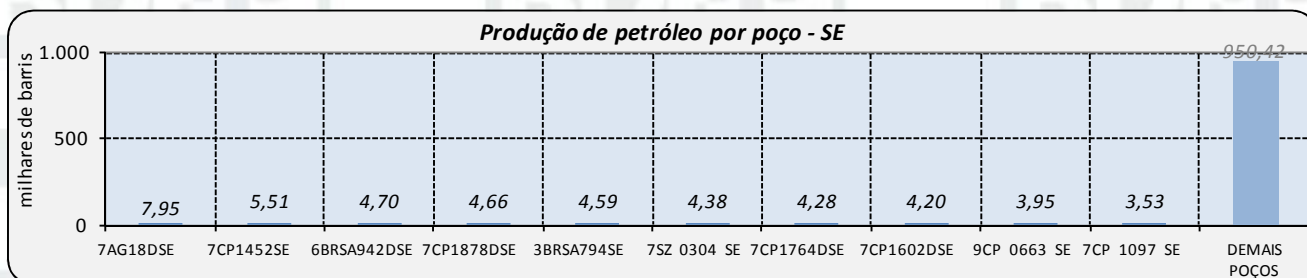 Produção de petróleo por poço - SE
milhares de barris
1.000
500
0
950,42
7,95
5,51
4,70
4,66
4,59
4,38
4,28
4,20
3,95
3,53
7AG18DSE
7CP1452SE
6BRSA942DSE
7CP1878DSE
3BRSA794SE
7SZ 0304 SE
7CP1764DSE
7CP1602DSE
9CP 0663 SE
7CP 1097 SE
DEMAIS
POÇOS